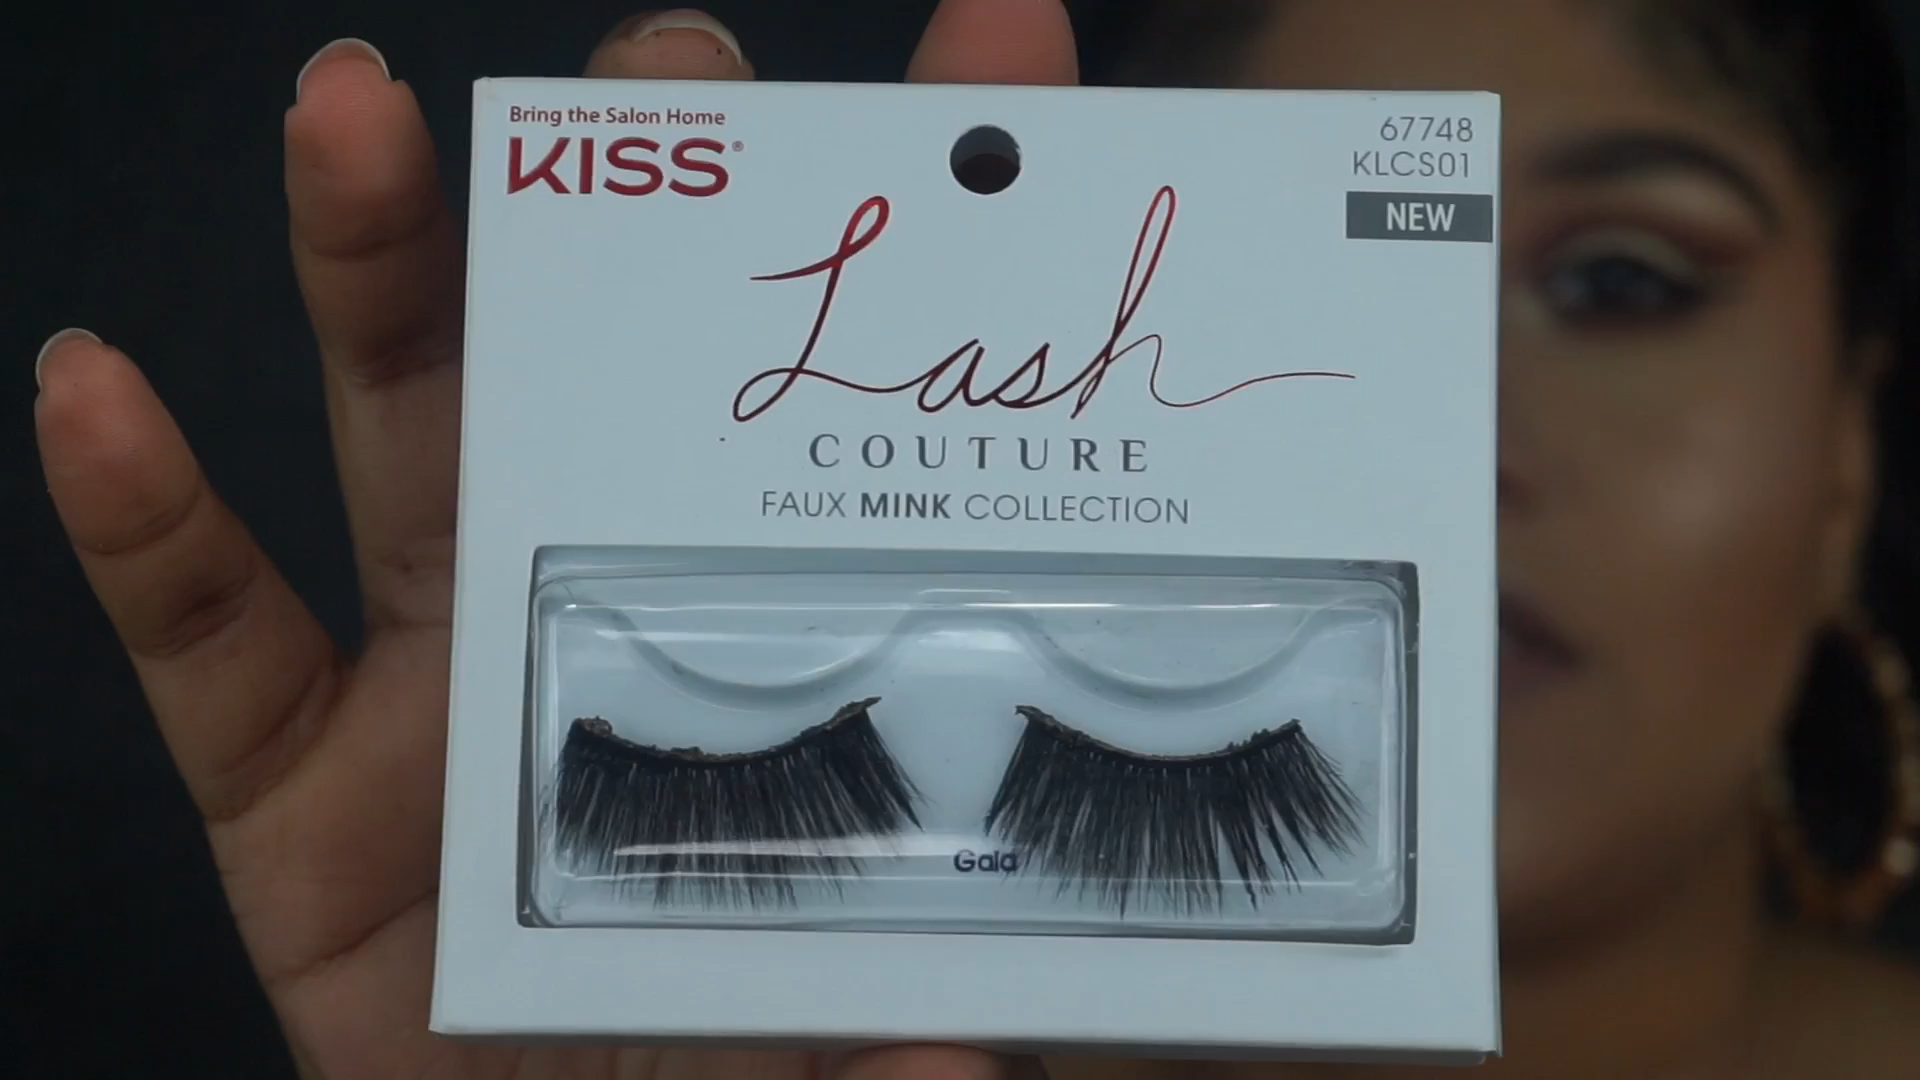 Bring the Salon Home
KISS®
67748
KLCS01
NEW
Lash
COUTURE
FAUX MINK COLLECTION
Gala